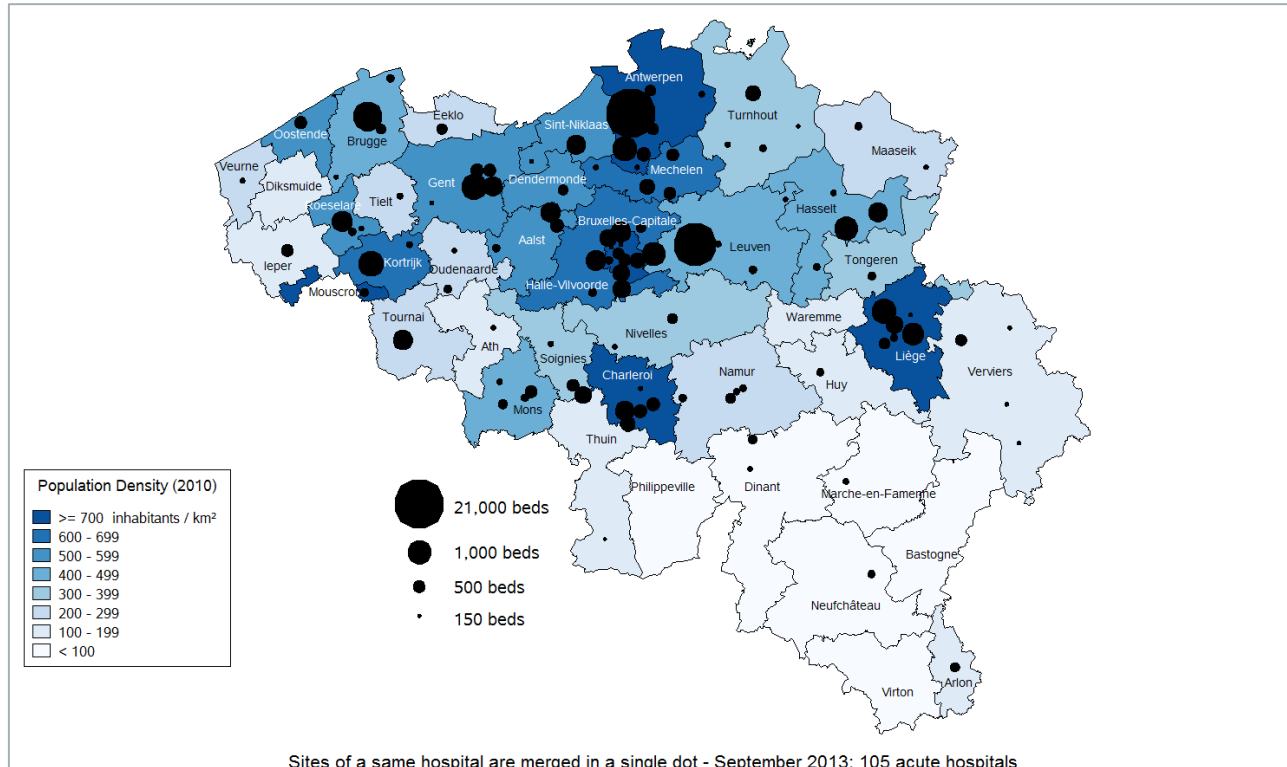 Antwerpen
Turnhout
Eeklo
Sint-Niklaas
Oostende
Brugge
Maaseik
Veurne
Diksmuide
Gent
Dendermonde
Mechelen
Tielt
Roeselare
Hasselt
Bruxelles-Capitale
Aalst
Leuven
Ieper
Kortrijk
Oudenaarde
Tongeren
Halle-Vilvoorde
Mouscron
Tournai
Waremme
Nivelles
Ath
Soignies
Liège
Charleroi
Namur
Huy
Verviers
Mons
Thuin
Population Density (2010)
>= 700 inhabitants / km²
600 - 699
500 - 599
400 - 499
300 - 399
200 - 299
100 - 199
< 100
Philippeville
Dinant
Marche-en-Famenne
21,000 beds
1,000 beds
500 beds
150 beds
Bastogne
Neufchâteau
Arlon
Virton
Sites of a same hospital are merged in a single dot - September 2013: 105 acute hospitals